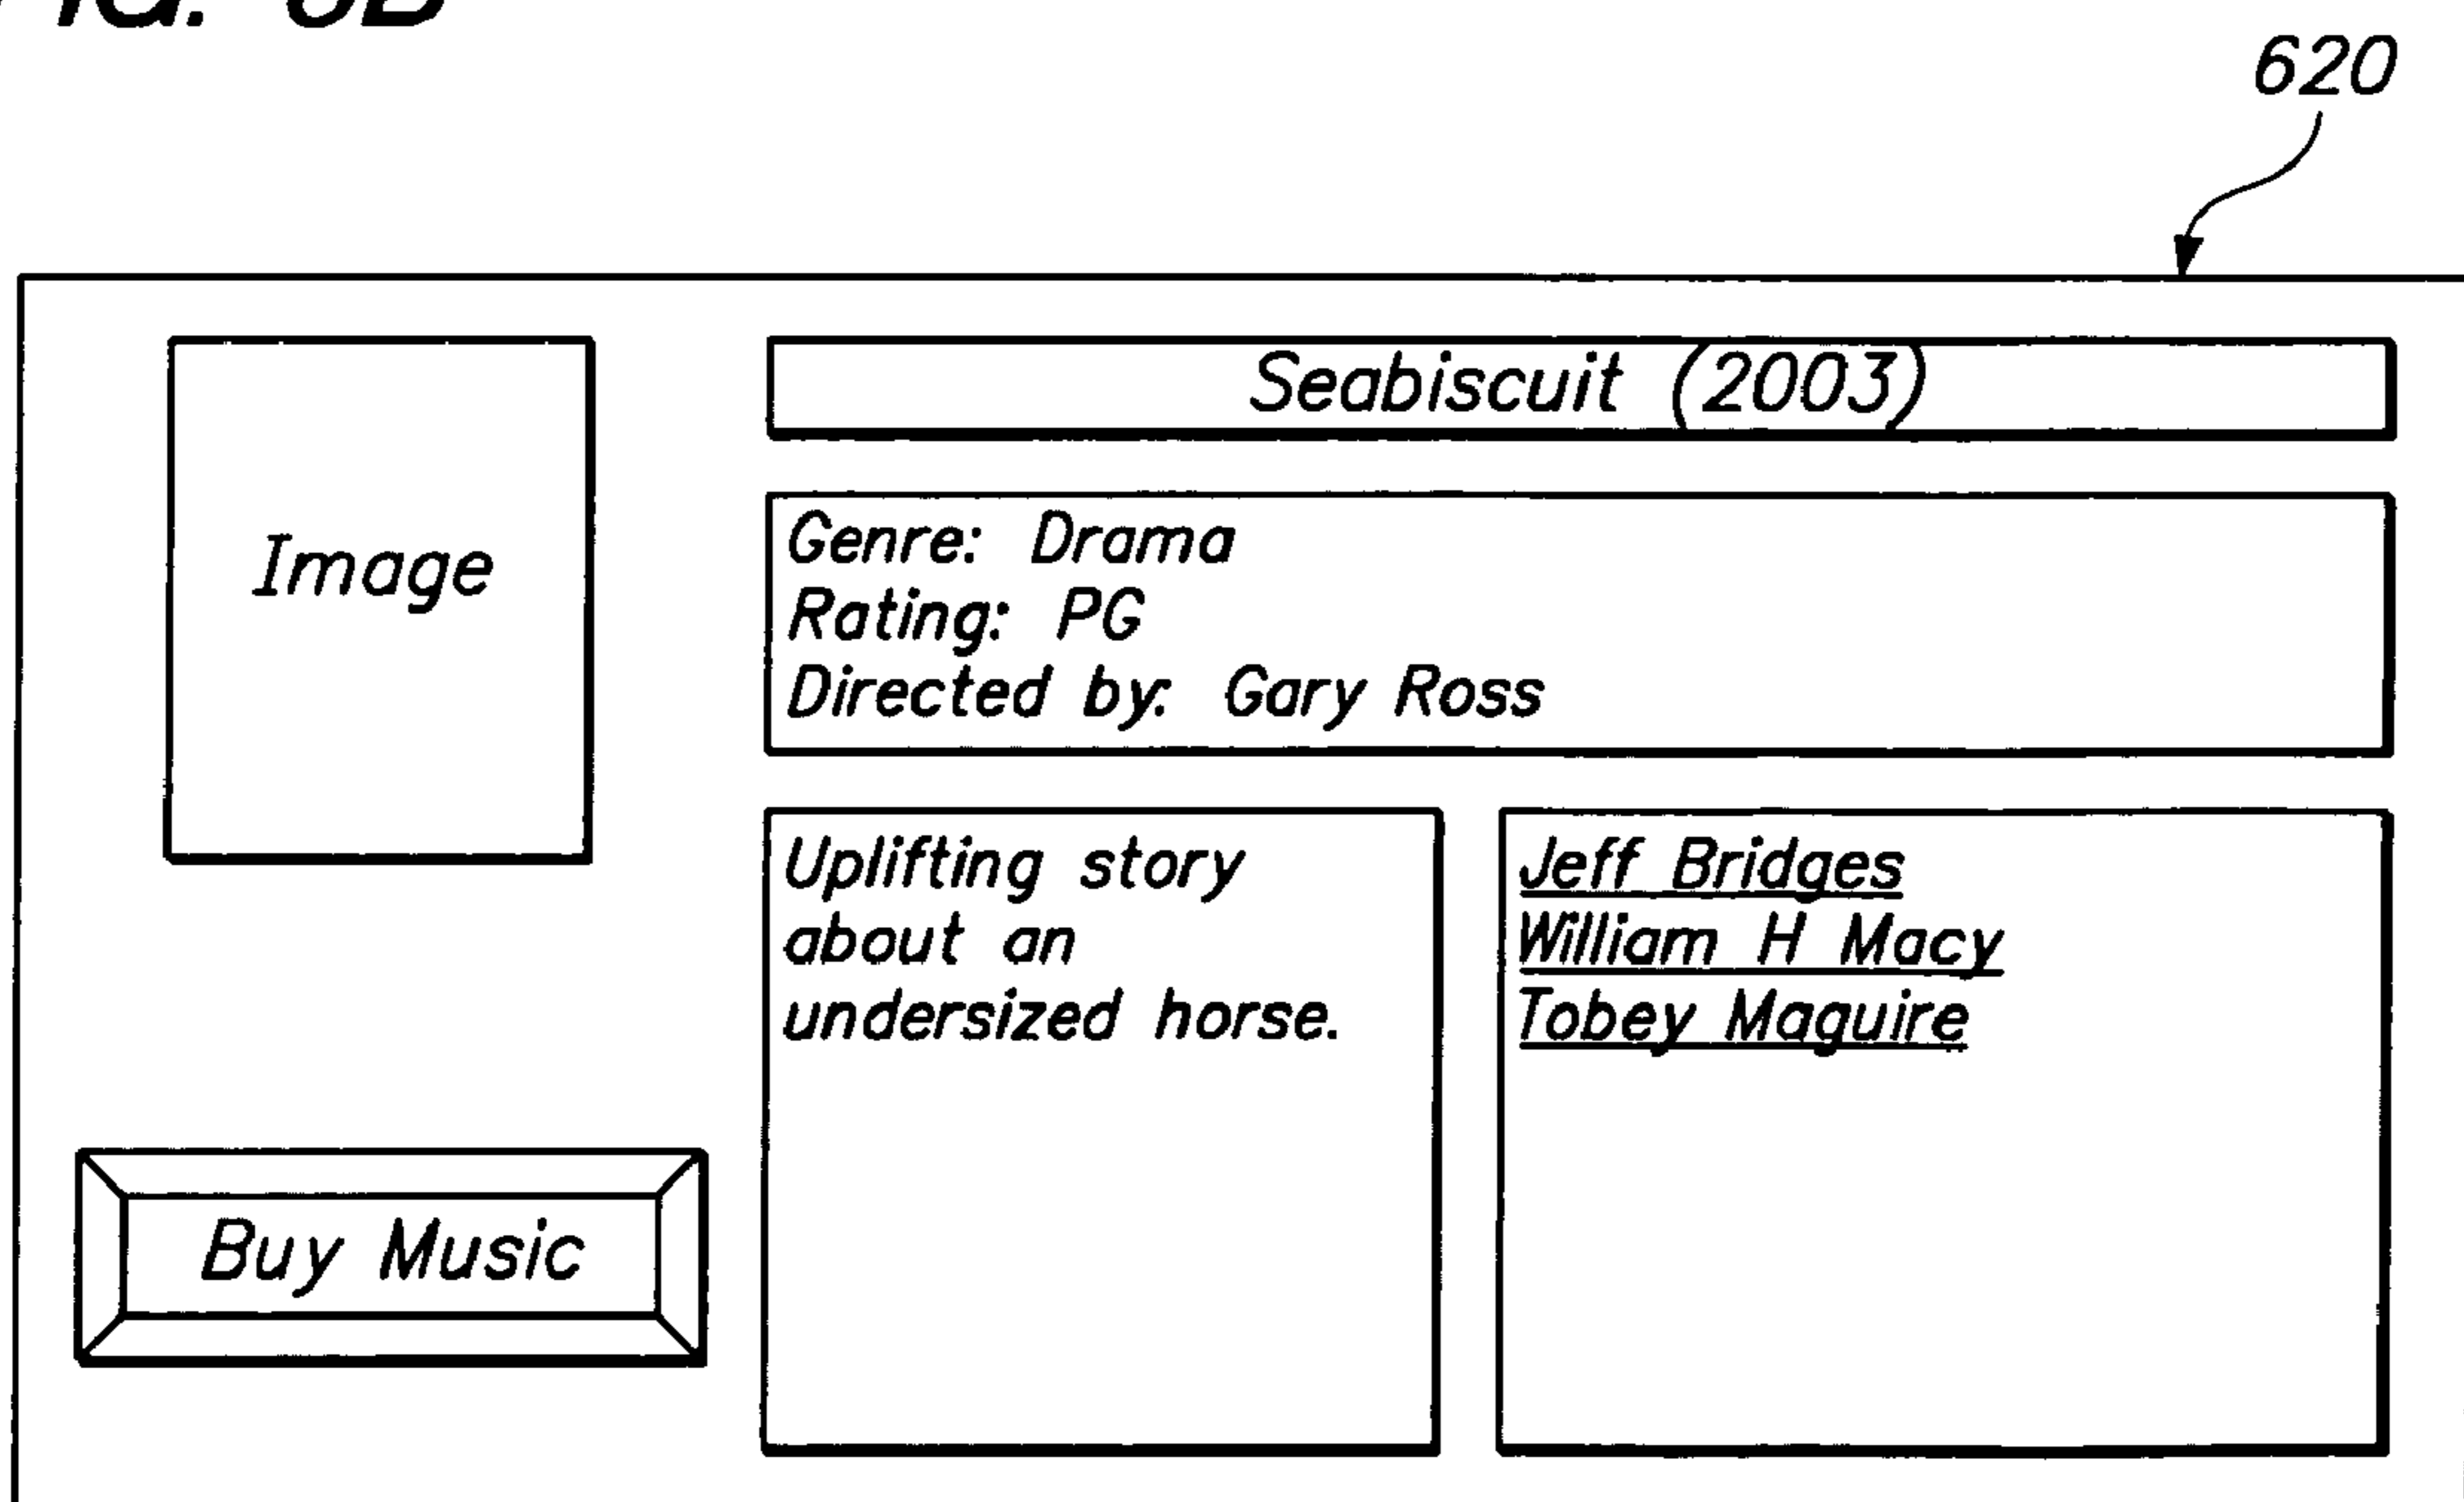 FIG.
620
Seabiscuit (2003)
Image
Genre: Drama
Rating: PG
Directed by: Gary Ross
Uplifting story
about an
undersized horse.
Jeff Bridges
William H Macy
Tobey Maguire
Buy Music